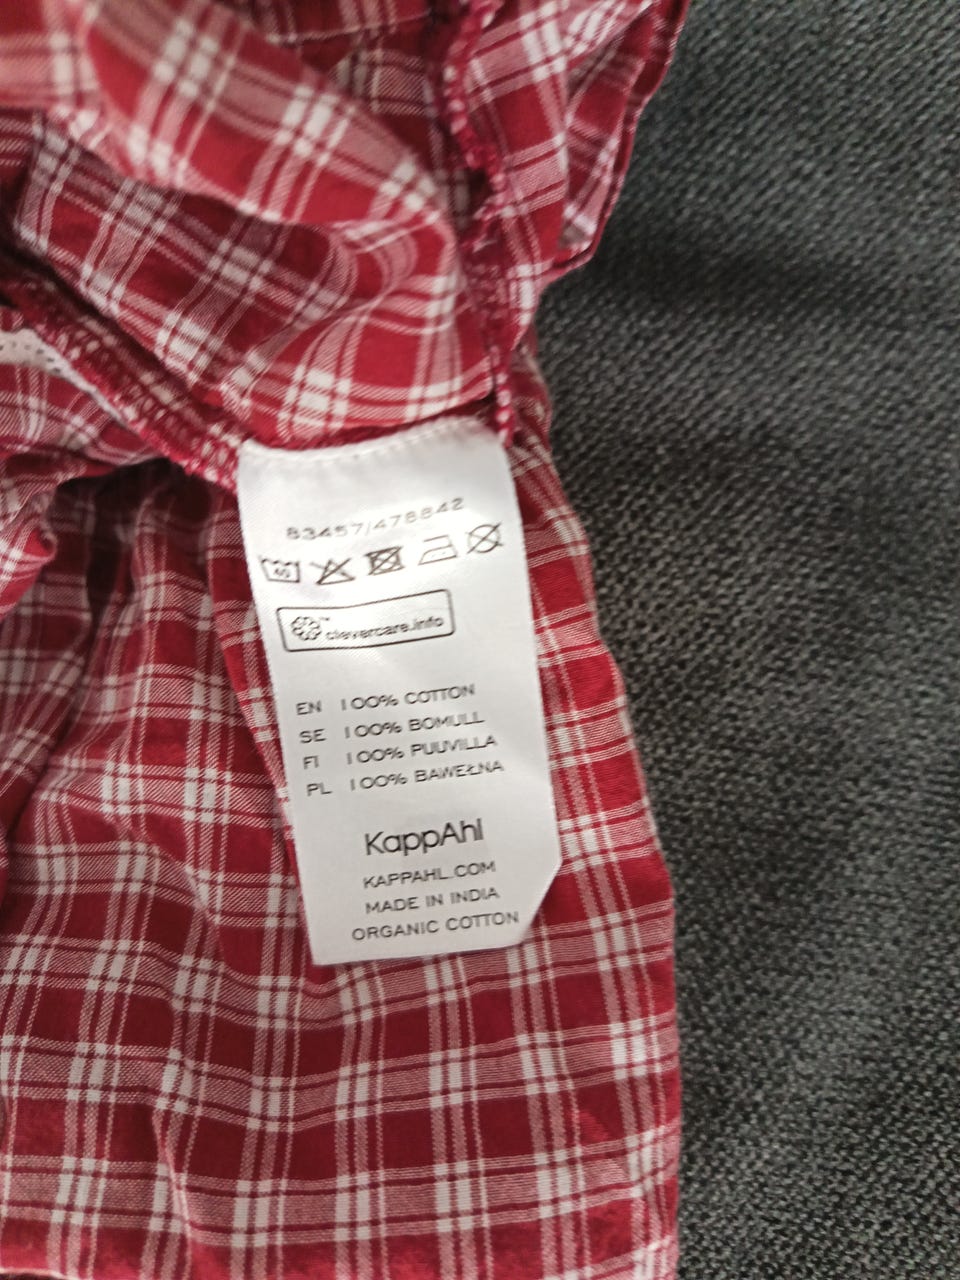 83457/478842
40
clevercare.info
EN 100% COTTON
SE 100% BOMULL
FI 100% PUUVILLA
PL 100% BAWEŁNA
KappAhl
KAPPAHL.COM
MADE IN INDIA
ORGANIC COTTON